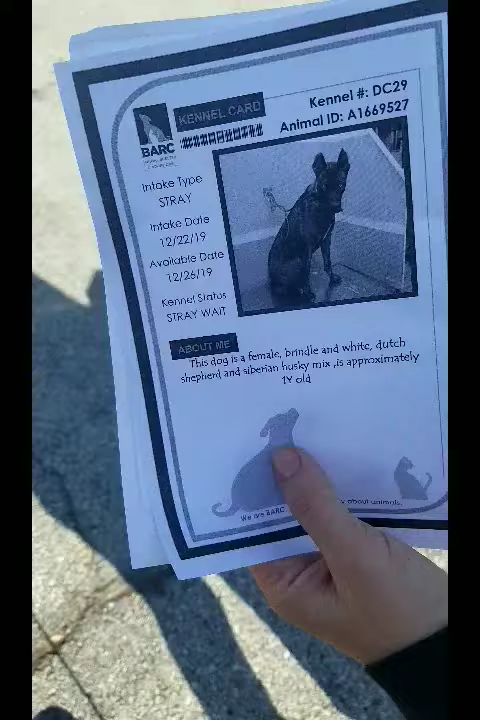 Kennel #: DC29
KENNEL CARD
Animal ID: A1669527
BARC
Intake Type
STRAY
Intake Date
12/22/19
Available Date
12/26/19
Kennel Status
STRAY WAIT
ABOUT ME
This dog is a female, brindle and white, dutch
shepherd and siberian husky mix ,is approximately
1Y old
We are BARC about animals.